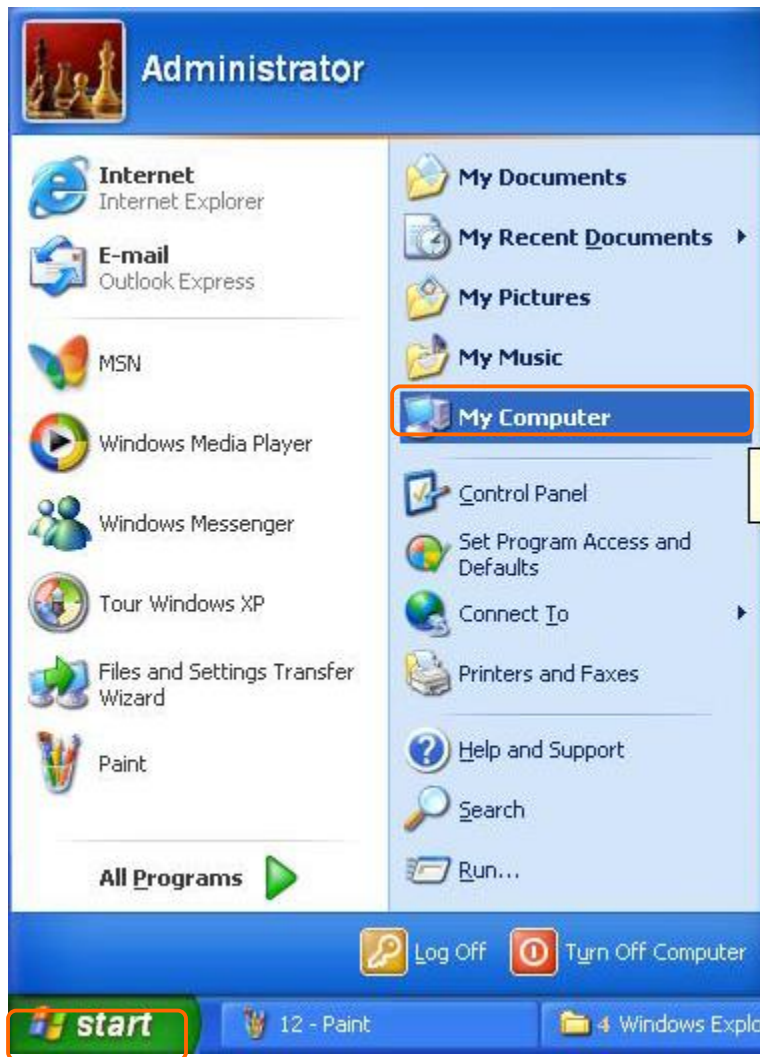 Administrator
Internet
Internet Explorer
E-mail
Outlook Express
MSN
Windows Media Player
Windows Messenger
Tour Windows XP
Files and Settings Transfer
Wizard
Paint
All Programs
My Documents
My Recent Documents
My Pictures
My Music
My Computer
Control Panel
Set Program Access and
Defaults
Connect To
Printers and Faxes
Help and Support
Search
Run...
Log Off
Turn Off Computer
start
12 - Paint
4 Windows Explo